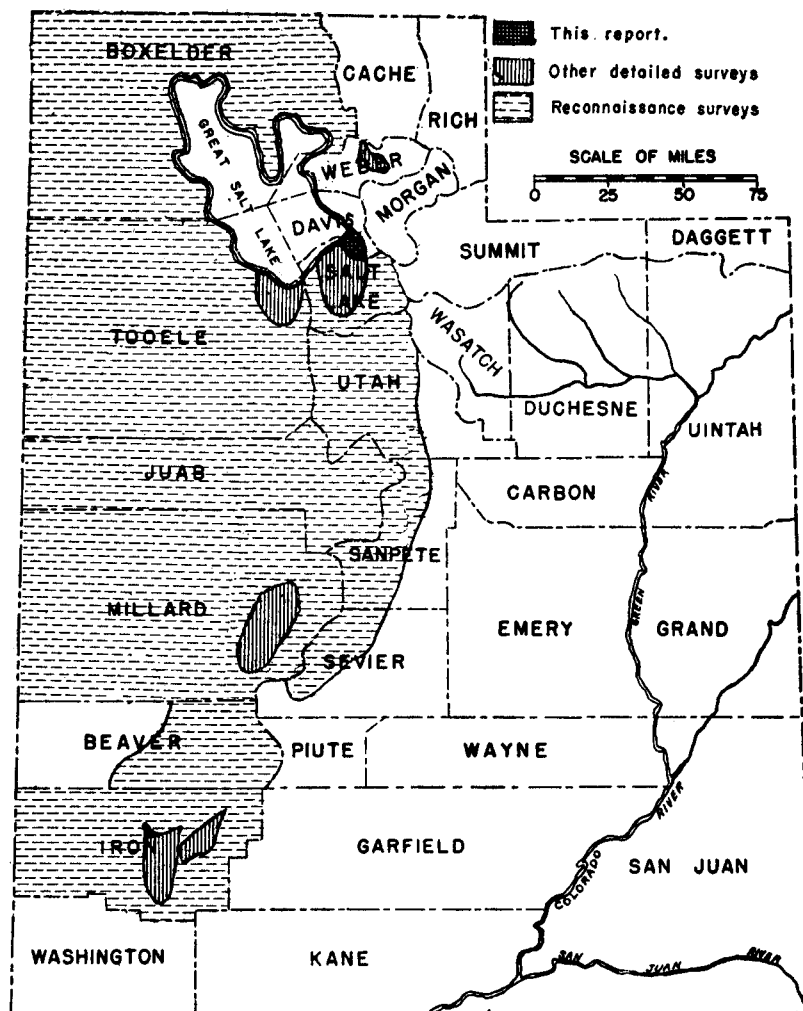 BOXELDER
CACHE
RICH
This report.
Other detailed surveys
Reconnaissance surveys
SCALE OF MILES
0 25 50 75
GREAT SALT LAKE
WEBER
MORGAN
DAVIS
SUMMIT
DAGGETT
SALT LAKE
TOOELE
WASATCH
UTAH
DUCHESNE
UINTAH
JUAB
CARBON
RIVER
SANPETE
MILLARD
EMERY
GREEN
GRAND
SEVIER
BEAVER
PIUTE
WAYNE
RIVER
IRON
GARFIELD
COLORADO
SAN JUAN
WASHINGTON
KANE
SAN JUAN RIVER